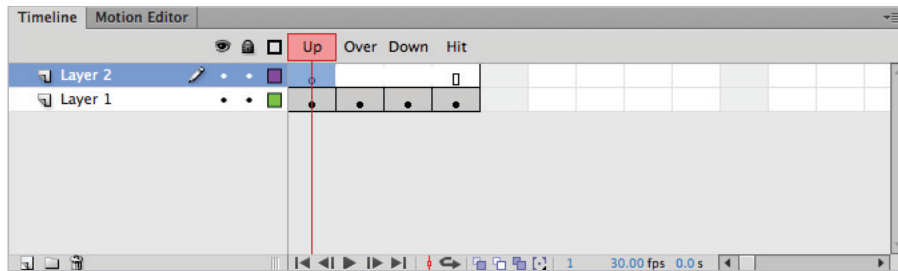 Timeline Motion Editor
Up Over Down Hit
Layer 2
Layer 1
1 30.00 fps 0.0 s